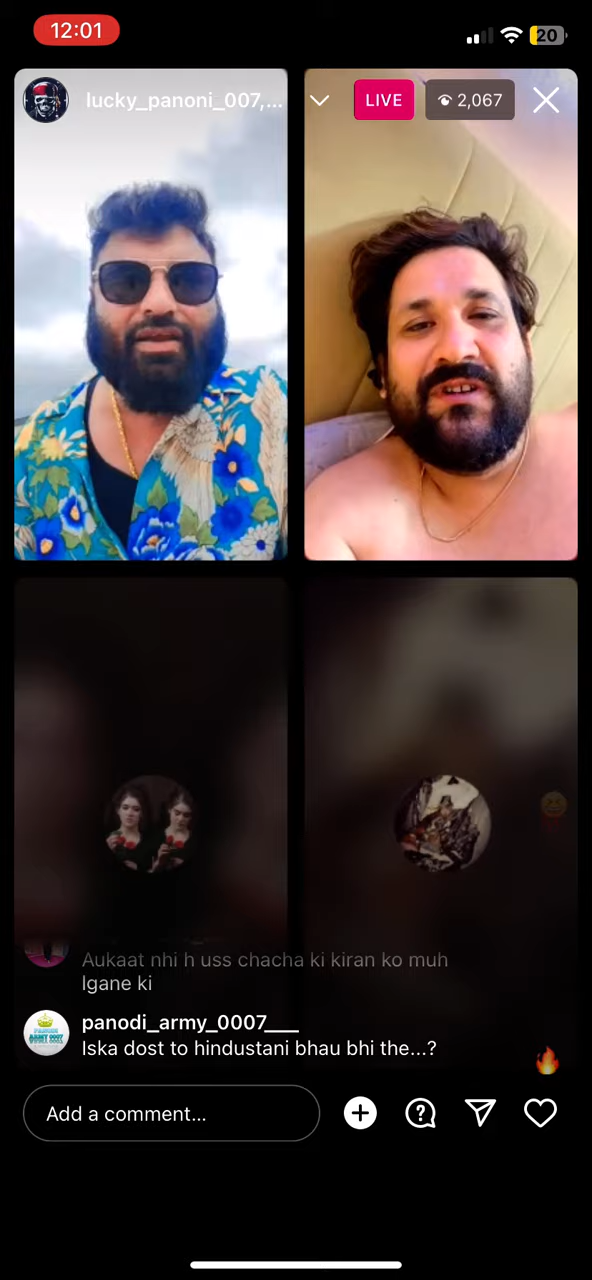 12:01
20
lucky_panoni_007,...
LIVE
2,067
Aukaat nhi h uss chacha ki kiran ko muh
lgane ki
panodi_army_0007___
Iska dost to hindustani bhau bhi the...?
Add a comment...